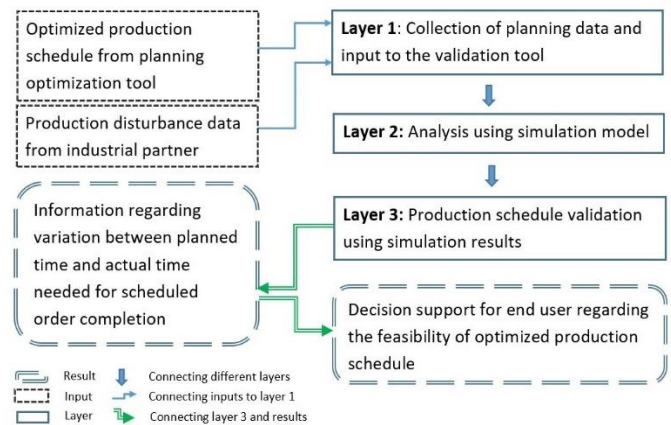 Optimized production
schedule from planning
optimization tool
Production disturbance data
from industrial partner
Layer 1: Collection of planning data and
input to the validation tool
Layer 2: Analysis using simulation model
Layer 3: Production schedule validation
using simulation results
Information regarding
variation between planned
time and actual time
needed for scheduled
order completion
Decision support for end user regarding
the feasibility of optimized production
schedule
Result
Input
Layer
Connecting different layers
Connecting inputs to layer 1
Connecting layer 3 and results